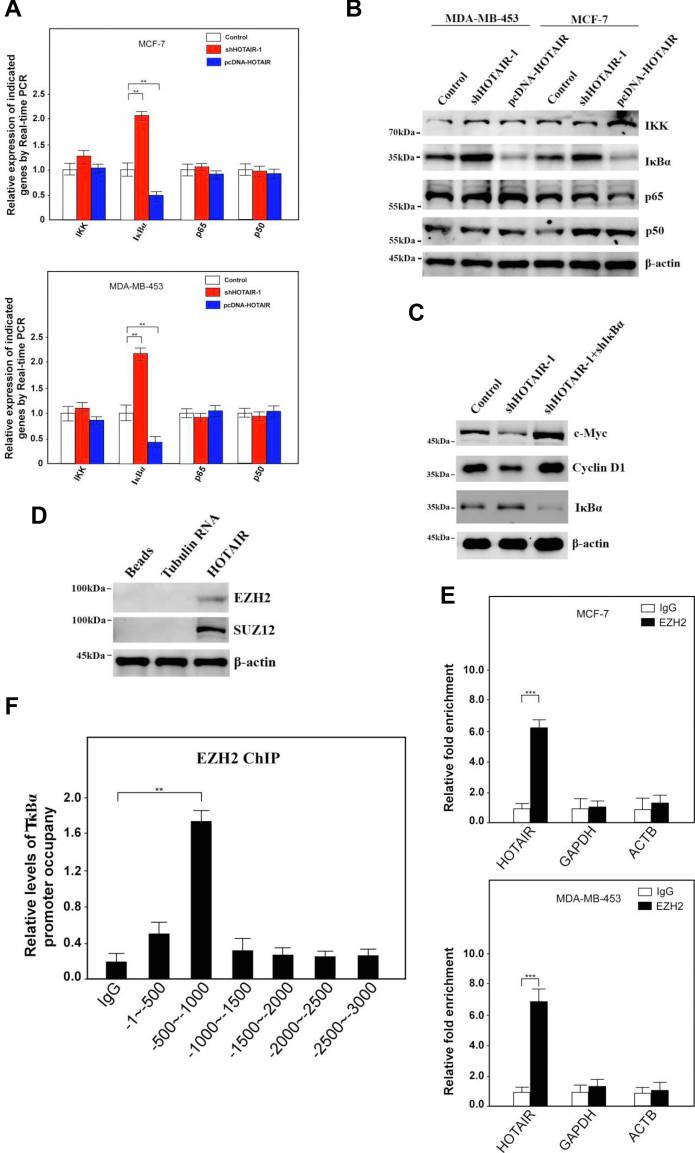 A
Relative expression of indicated
genes by Real-time PCR
MCF-7
Control
shHOTAIR-1
pcDNA-HOTAIR
2.5
2.0
1.5
1.0
0.5
0
**
**
IKK
IκBα
p65
p50
Relative expression of indicated
genes by Real-time PCR
MDA-MB-453
Control
shHOTAIR-1
pcDNA-HOTAIR
2.5
2.0
1.5
1.0
0.5
0
**
**
IKK
IκBα
p65
p50
B
MDA-MB-453 MCF-7
Control shHOTAIR-1 pcDNA-HOTAIR Control shHOTAIR-1 pcDNA-HOTAIR
70kDa IKK
35kDa IκBα
55kDa p65
55kDa p50
45kDa β-actin
C
Control shHOTAIR-1 shHOTAIR-1+shIκBα
45kDa c-Myc
35kDa Cyclin D1
35kDa IκBα
45kDa β-actin
D
Beads Tubulin RNA HOTAIR
100kDa EZH2
100kDa SUZ12
45kDa β-actin
E
MCF-7
IgG
EZH2
Relative fold enrichment
10.0
8.0
6.0
4.0
2.0
0.0
***
HOTAIR
GAPDH
ACTB
MDA-MB-453
IgG
EZH2
Relative fold enrichment
10.0
8.0
6.0
4.0
2.0
0.0
***
HOTAIR
GAPDH
ACTB
F
EZH2 ChIP
Relative levels of TκBα
promoter occupany
2.0
1.6
1.2
0.8
0.4
0.0
**
IgG
-1~-500
-500~-1000
-1000~-1500
-1500~-2000
-2000~-2500
-2500~-3000